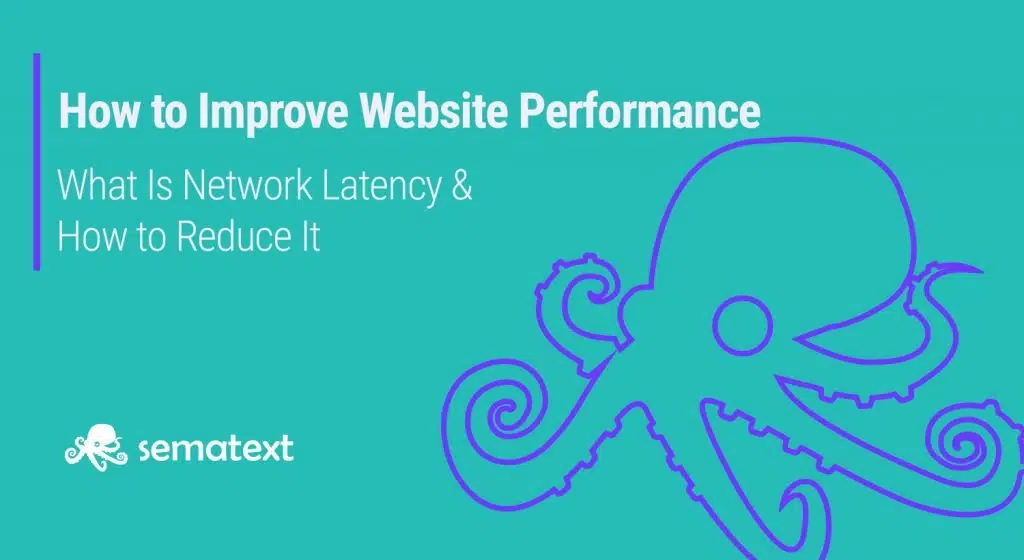 How to Improve Website Performance
What Is Network Latency &
How to Reduce It
sematext